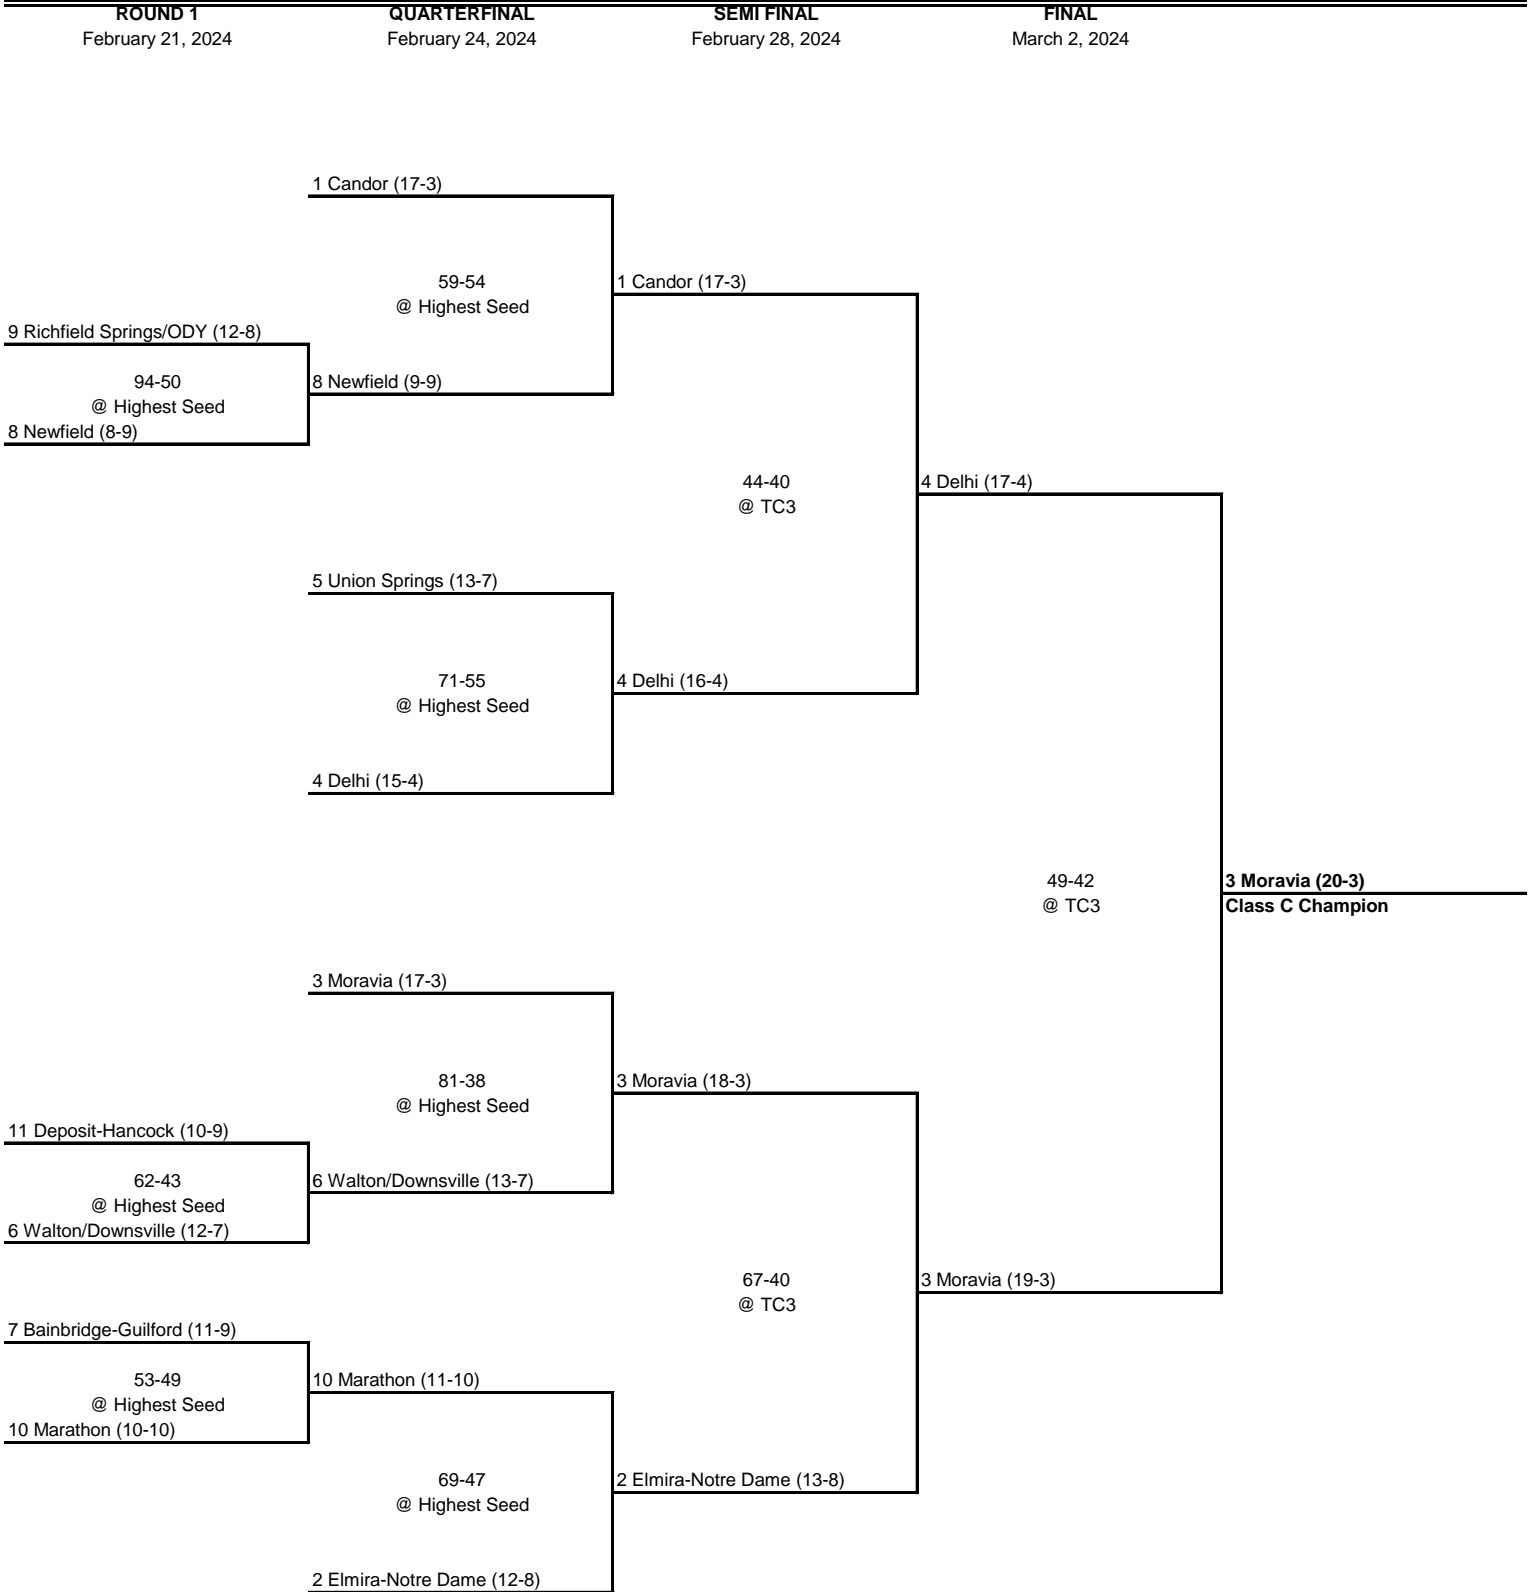 ROUND 1 QUARTERFINAL SEMI FINAL FINAL
February 21, 2024 February 24, 2024 February 28, 2024 March 2, 2024
1 Candor (17-3)
59-54 1 Candor (17-3)
@ Highest Seed
9 Richfield Springs/ODY (12-8)
94-50 8 Newfield (9-9)
@ Highest Seed
8 Newfield (8-9)
44-40 4 Delhi (17-4)
@ TC3
5 Union Springs (13-7)
71-55 4 Delhi (16-4)
@ Highest Seed
4 Delhi (15-4)
49-42 3 Moravia (20-3)
@ TC3 Class C Champion
3 Moravia (17-3)
81-38 3 Moravia (18-3)
@ Highest Seed
11 Deposit-Hancock (10-9)
62-43 6 Walton/Downsville (13-7)
@ Highest Seed
6 Walton/Downsville (12-7)
67-40 3 Moravia (19-3)
@ TC3
7 Bainbridge-Guilford (11-9)
53-49 10 Marathon (11-10)
@ Highest Seed
10 Marathon (10-10)
69-47 2 Elmira-Notre Dame (13-8)
@ Highest Seed
2 Elmira-Notre Dame (12-8)